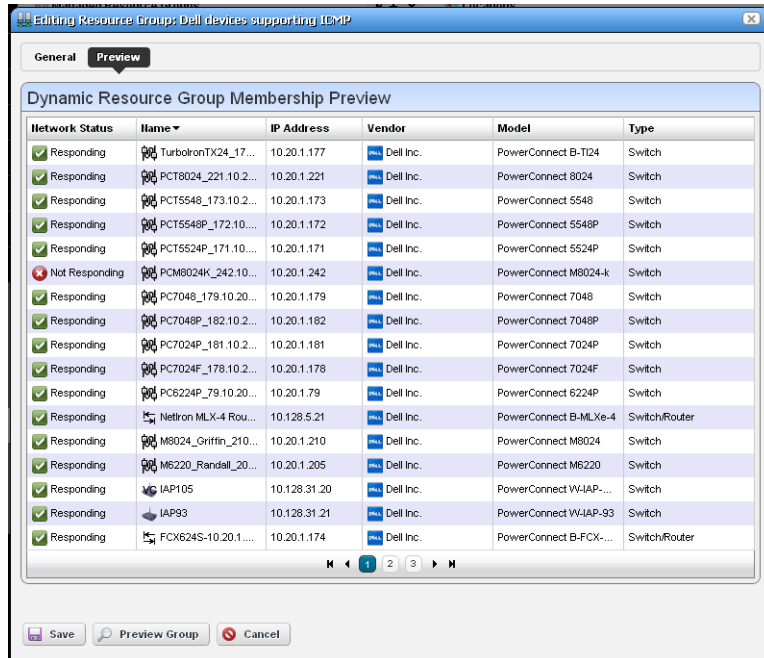 Editing Resource Group: Dell devices supporting ICMP
General Preview
Dynamic Resource Group Membership Preview
Network Status Name IP Address Vendor Model Type
Responding TurboIronTX24_17... 10.20.1.177 Dell Inc. PowerConnect B-TI24 Switch
Responding PCT8024_221.10.2... 10.20.1.221 Dell Inc. PowerConnect 8024 Switch
Responding PCT5548_173.10.2... 10.20.1.173 Dell Inc. PowerConnect 5548 Switch
Responding PCT5548P_172.10.... 10.20.1.172 Dell Inc. PowerConnect 5548P Switch
Responding PCT5524P_171.10.... 10.20.1.171 Dell Inc. PowerConnect 5524P Switch
Not Responding PCM8024K_242.10... 10.20.1.242 Dell Inc. PowerConnect M8024-k Switch
Responding PC7048_179.10.20... 10.20.1.179 Dell Inc. PowerConnect 7048 Switch
Responding PC7048P_182.10.2... 10.20.1.182 Dell Inc. PowerConnect 7048P Switch
Responding PC7024P_181.10.2... 10.20.1.181 Dell Inc. PowerConnect 7024P Switch
Responding PC7024F_178.10.2... 10.20.1.178 Dell Inc. PowerConnect 7024F Switch
Responding PC6224P_79.10.20... 10.20.1.79 Dell Inc. PowerConnect 6224P Switch
Responding NetIron MLX-4 Rou... 10.128.5.21 Dell Inc. PowerConnect B-MLXe-4 Switch/Router
Responding M8024_Griffin_210... 10.20.1.210 Dell Inc. PowerConnect M8024 Switch
Responding M6220_Randall_20... 10.20.1.205 Dell Inc. PowerConnect M6220 Switch
Responding IAP105 10.128.31.20 Dell Inc. PowerConnect W-IAP-... Switch
Responding IAP93 10.128.31.21 Dell Inc. PowerConnect W-IAP-93 Switch
Responding FCX624S-10.20.1.... 10.20.1.174 Dell Inc. PowerConnect B-FCX-... Switch/Router
1 2 3
Save Preview Group Cancel